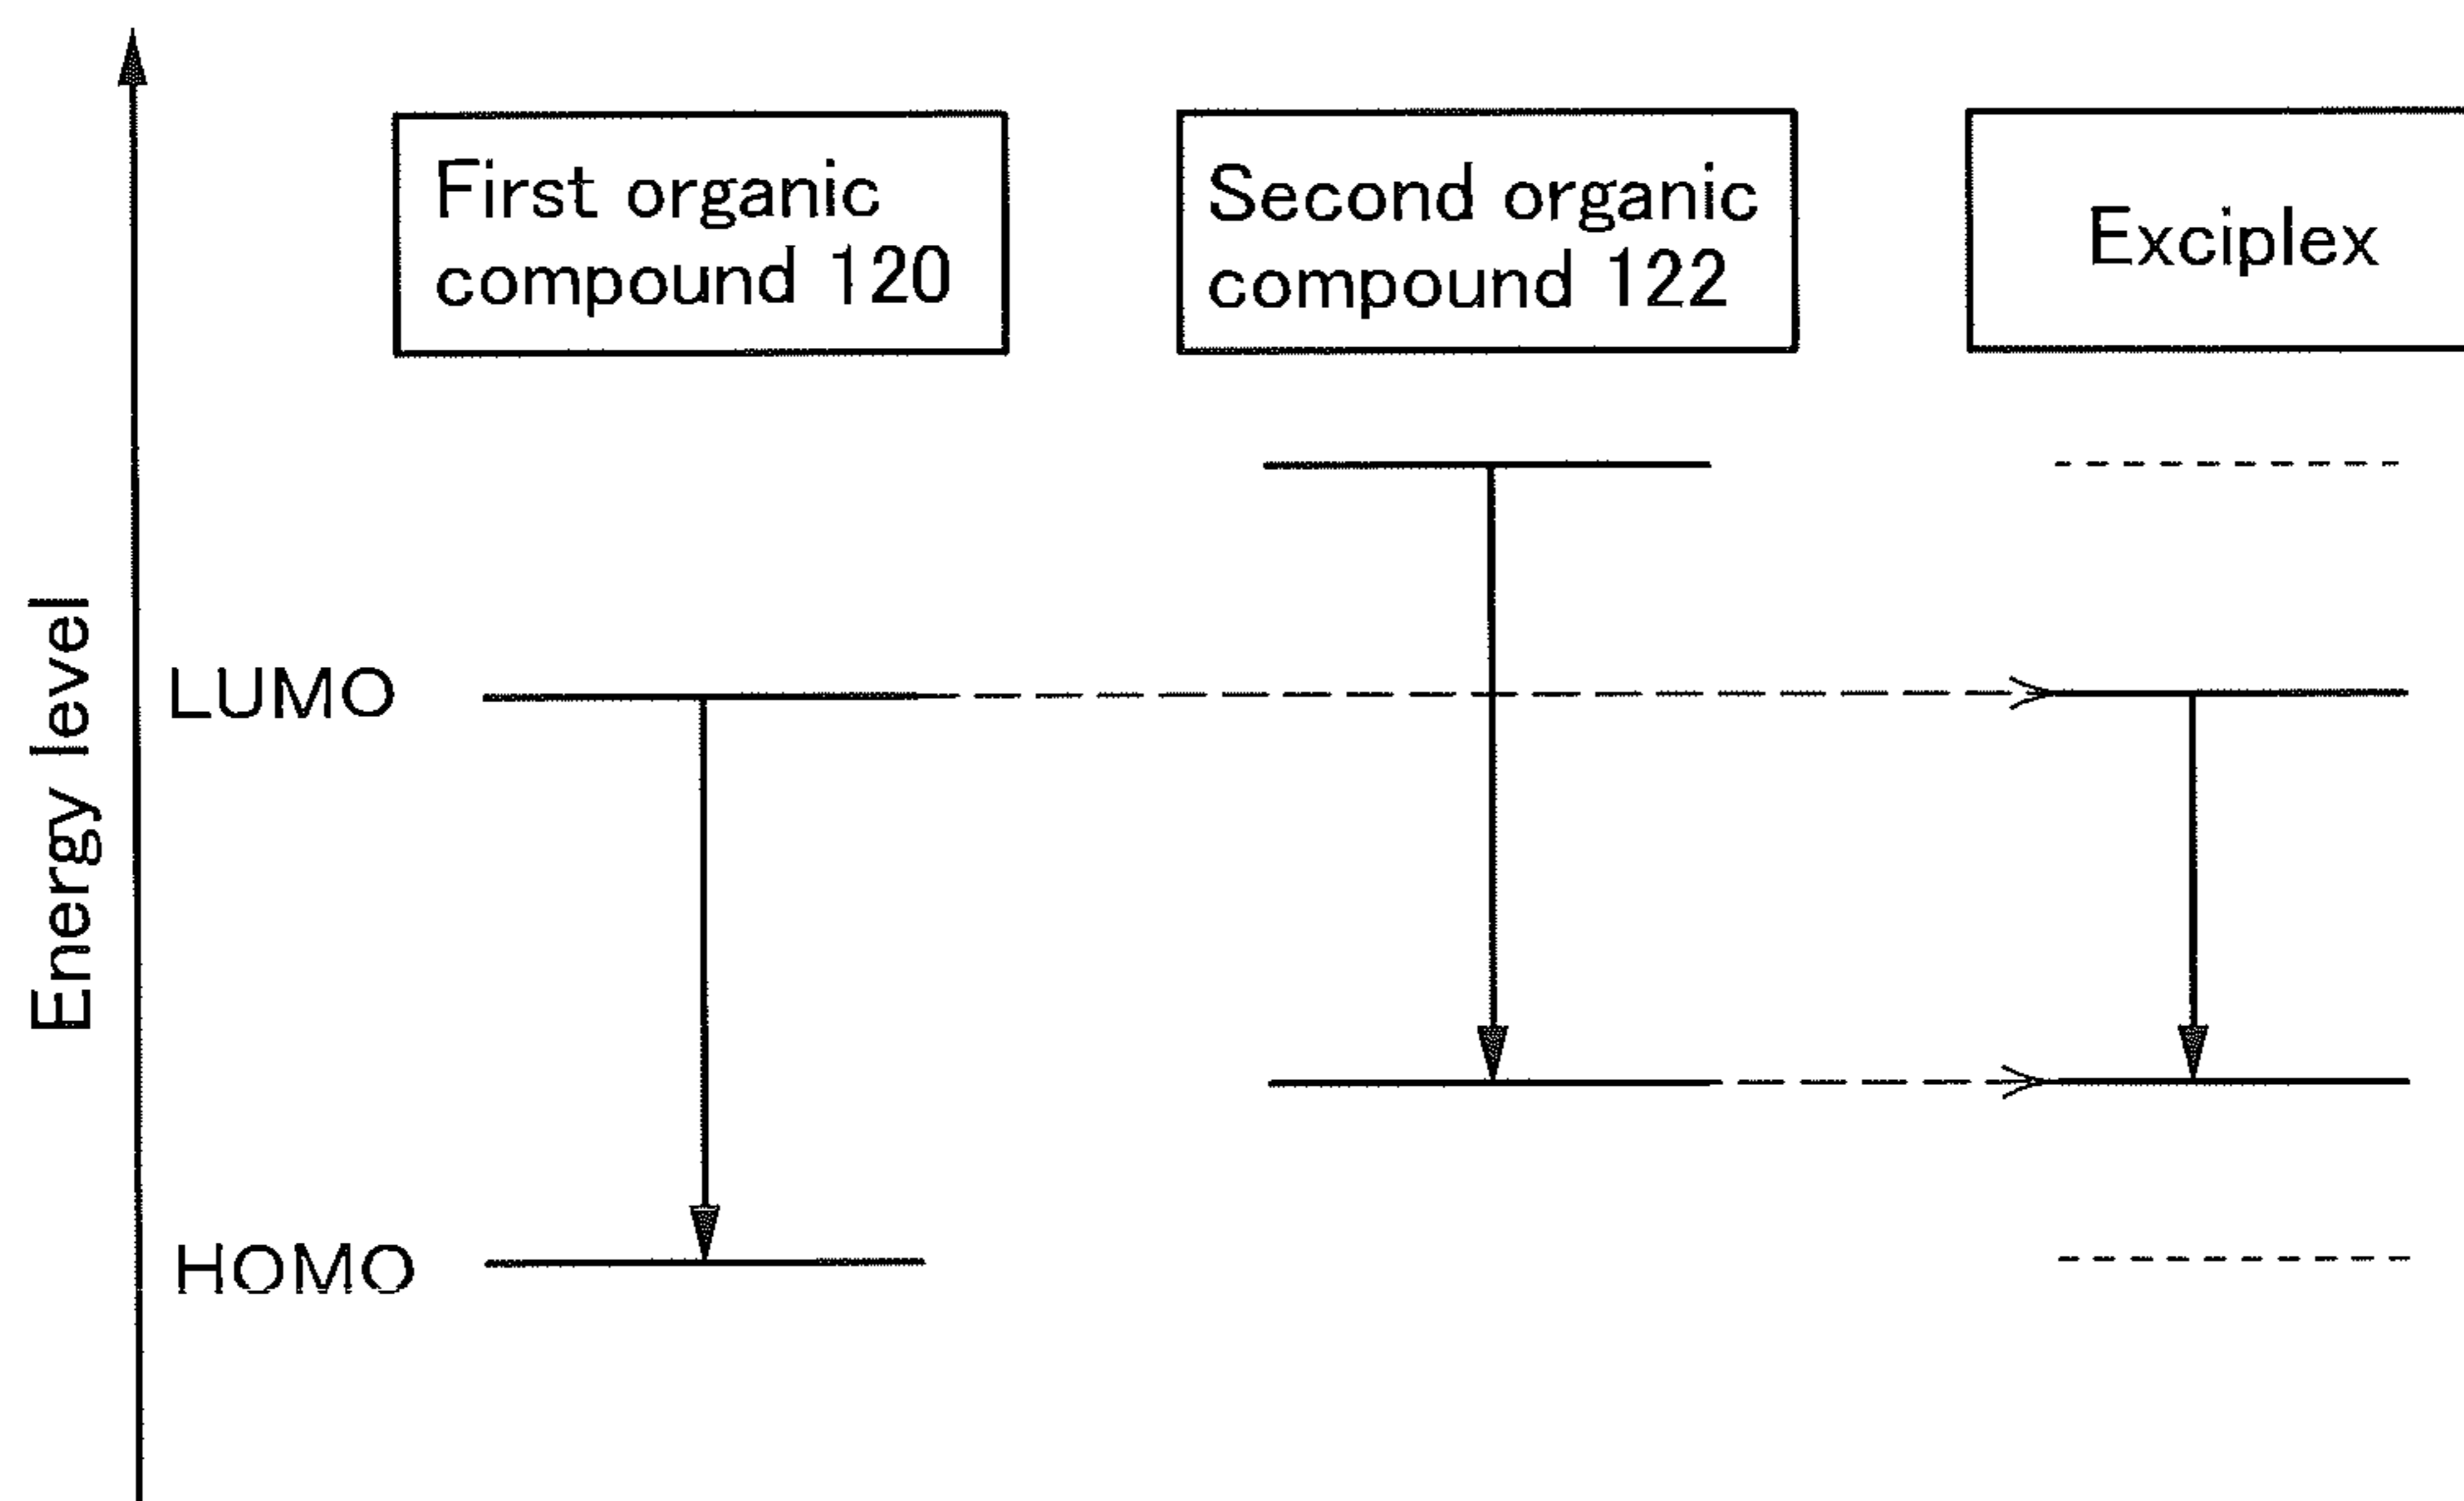 First organic
compound 120
Second organic
compound 122
Exciplex
Energy level
LUMO
HOMO